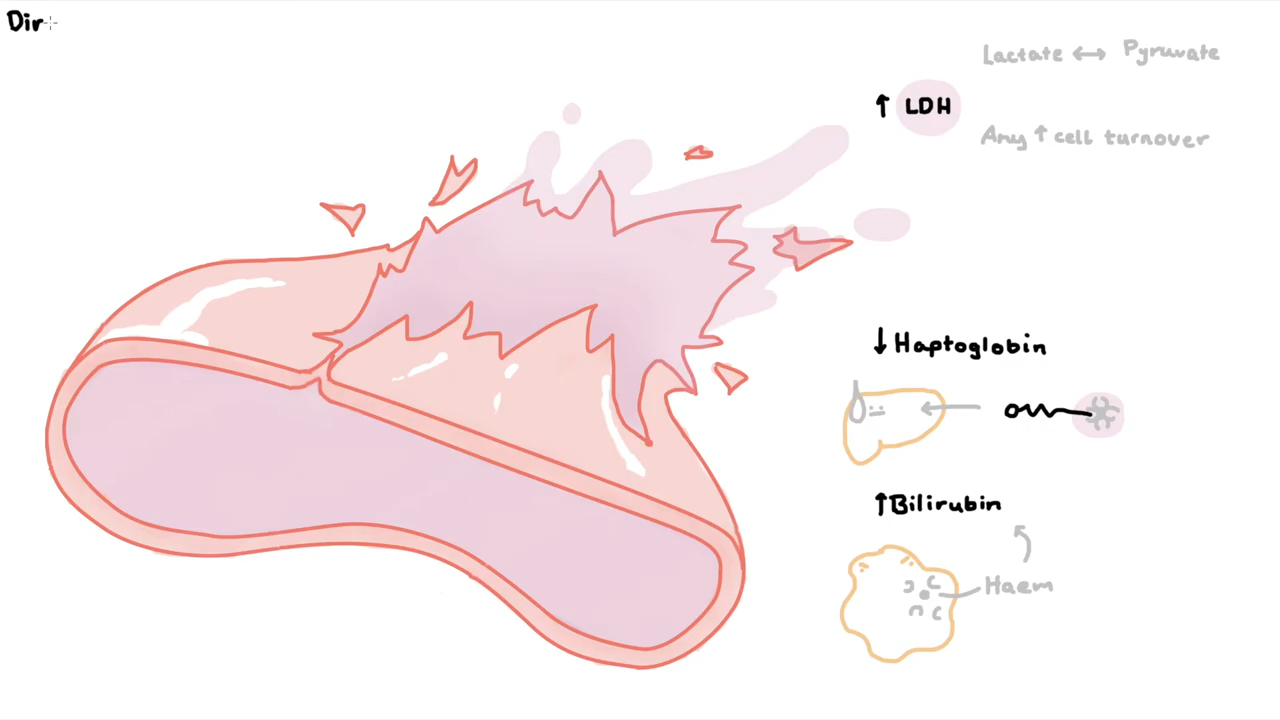 Dir
Lactate ↔ Pyruvate
↑ LDH
Any ↑ cell turnover
↓ Haptoglobin
↑ Bilirubin
Haem